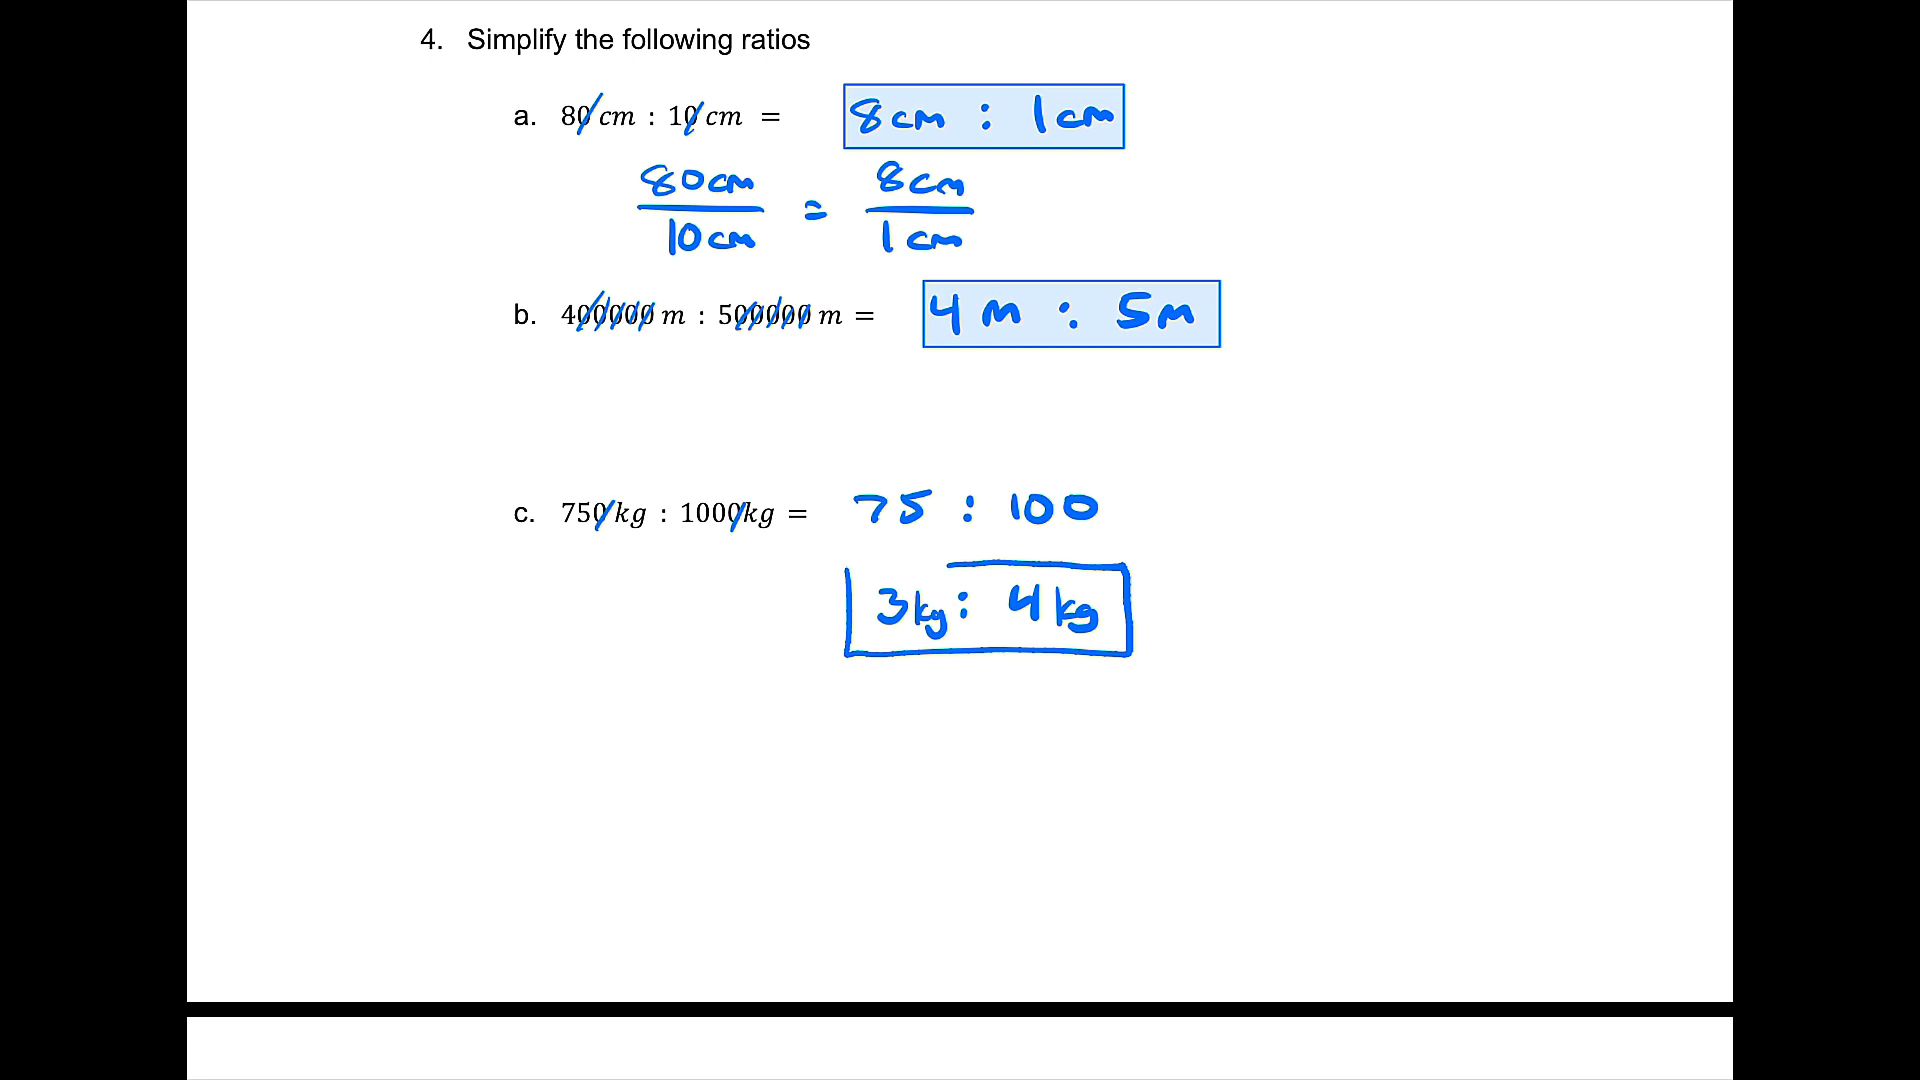 4. Simplify the following ratios
a. 80 cm : 10 cm = 8cm : 1cm
80cm / 10cm = 8cm / 1cm
b. 400000 m : 500000 m = 4m : 5m
c. 750 kg : 1000 kg = 75 : 100
3kg : 4kg